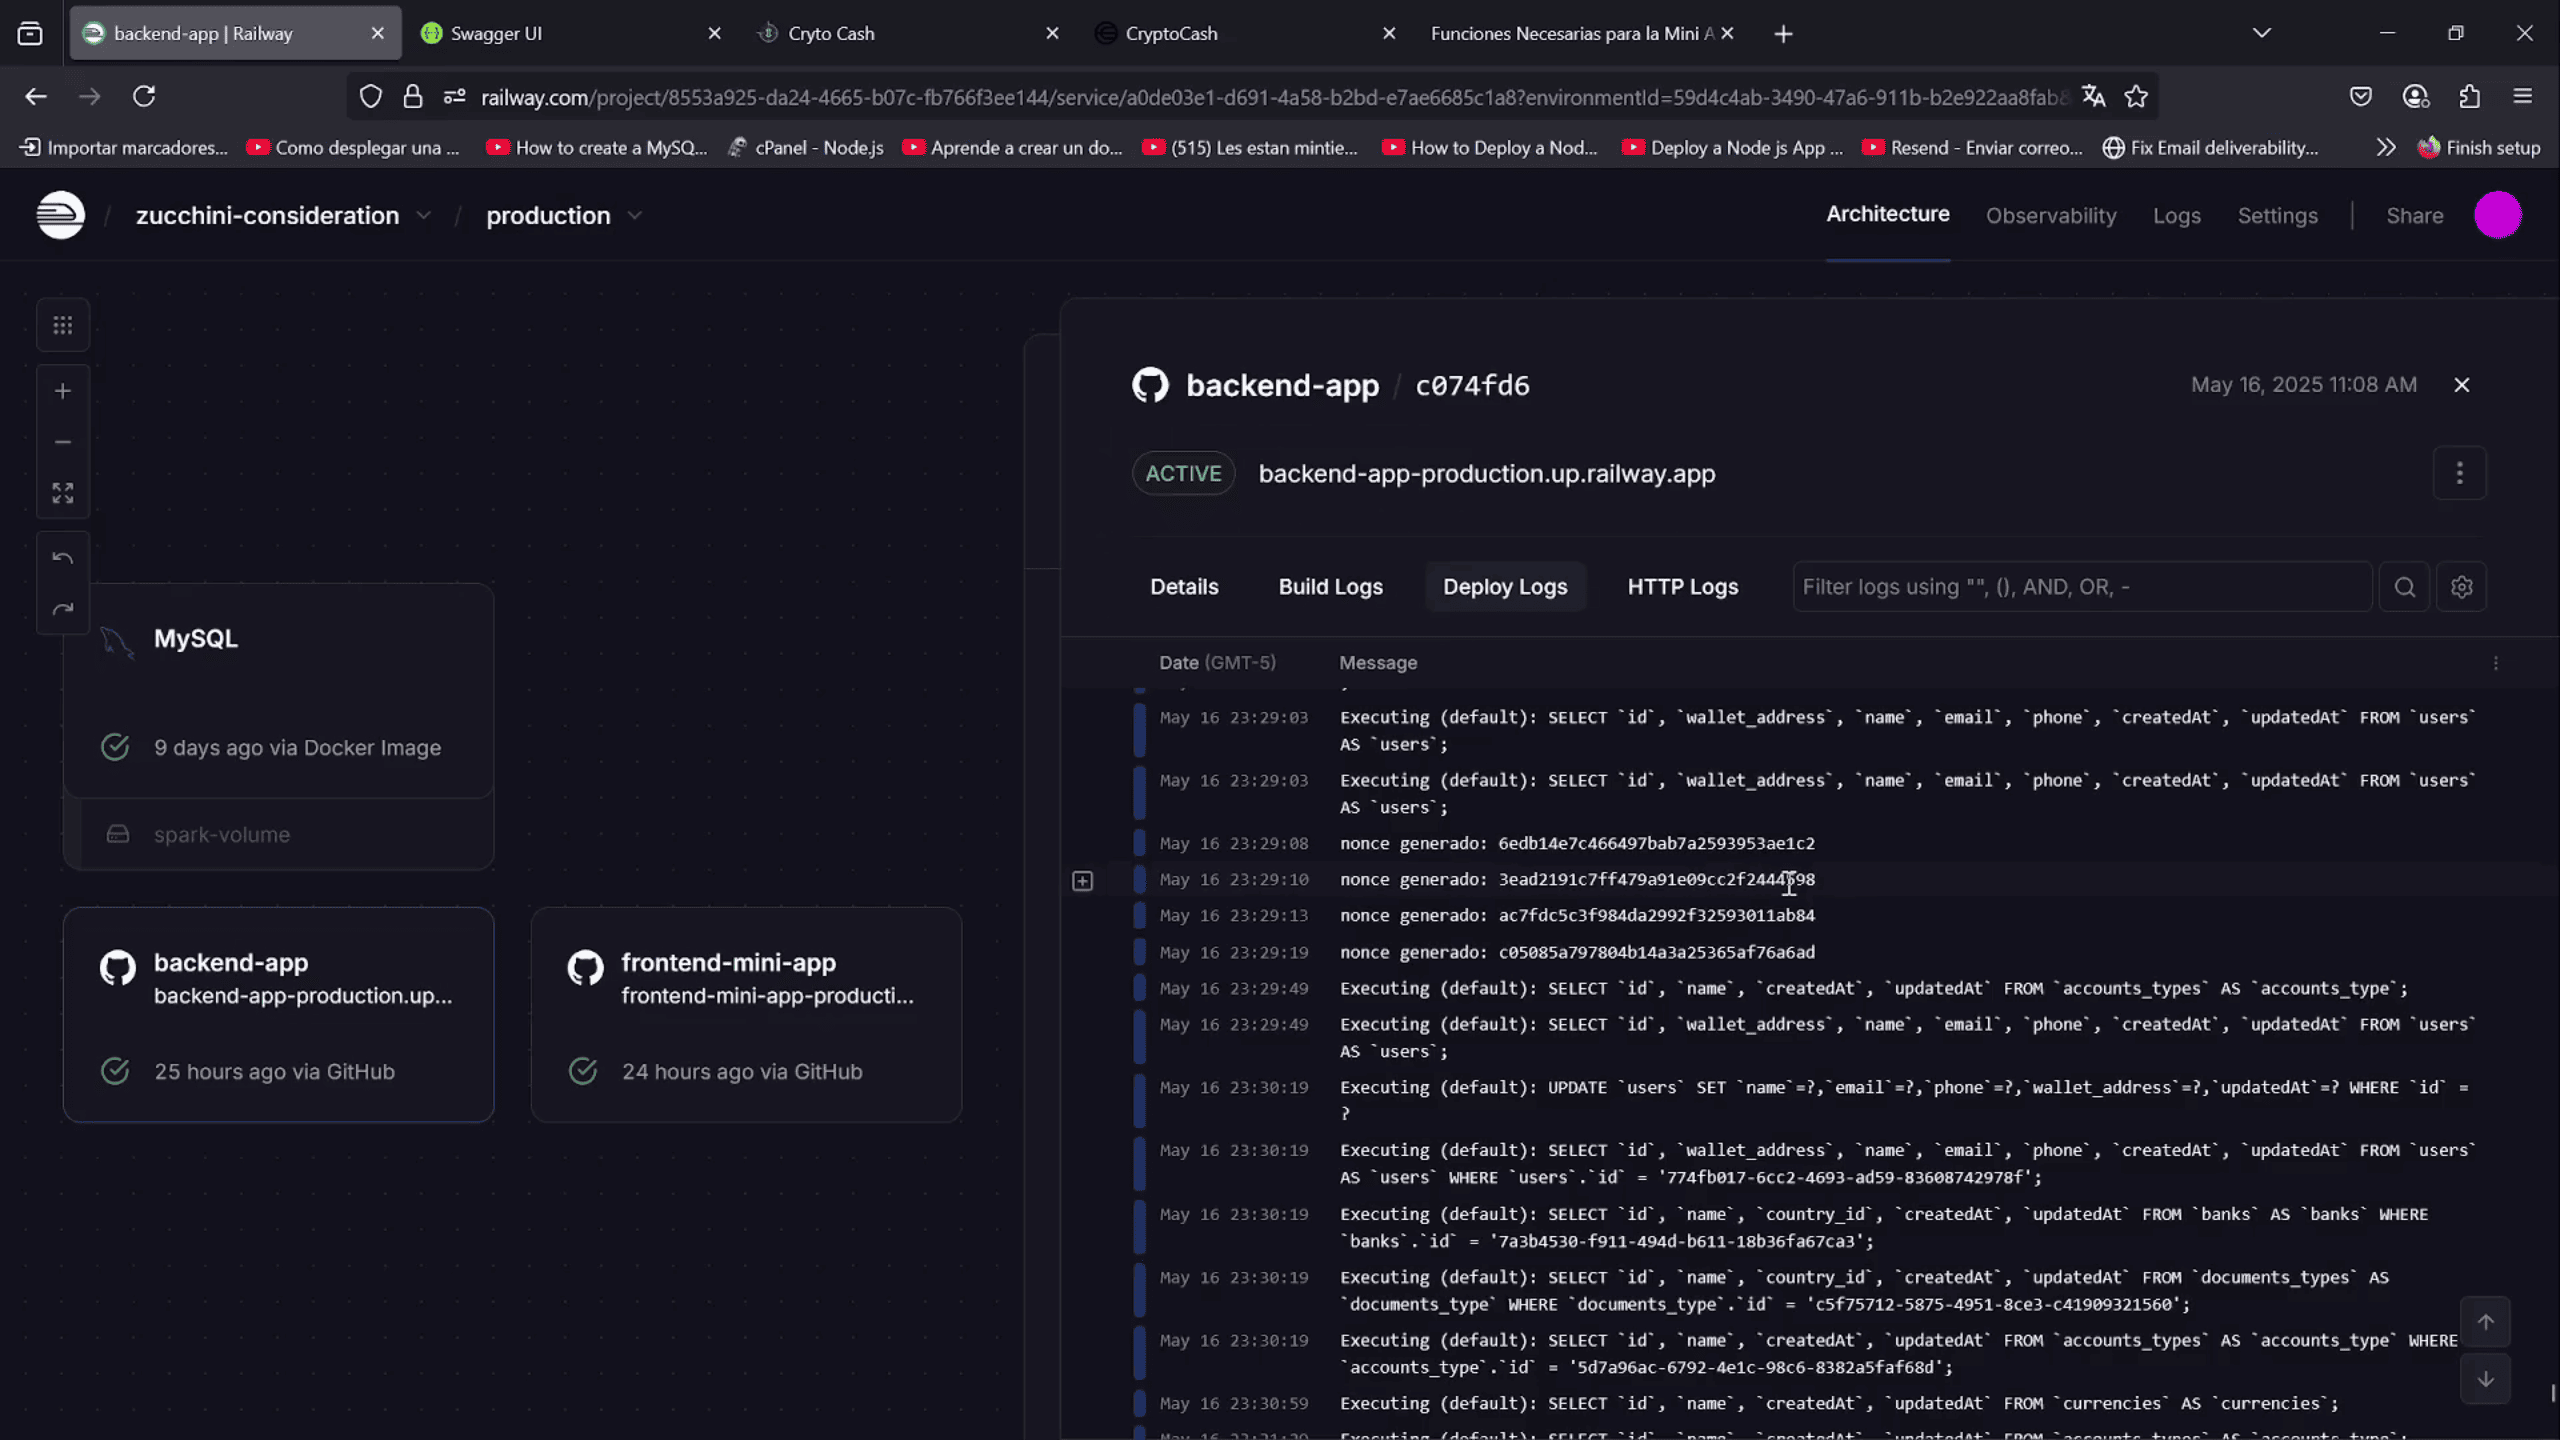 backend-app | Railway
Swagger UI
Cryto Cash
CryptoCash
Funciones Necesarias para la Mini A
railway.com/project/8553a925-da24-4665-b07c-fb766f3ee144/service/a0de03e1-d691-4a58-b2bd-e7ae6685c1a8?environmentId=59d4c4ab-3490-47a6-911b-b2e922aa8fab&
Importar marcadores...
Como desplegar una ...
How to create a MySQ...
cPanel - Node.js
Aprende a crear un do...
(515) Les estan mintie...
How to Deploy a Nod...
Deploy a Node js App ...
Resend - Enviar correo...
Fix Email deliverability...
Finish setup
/ zucchini-consideration / production
Architecture
Observability
Logs
Settings
Share
MySQL
9 days ago via Docker Image
spark-volume
backend-app
backend-app-production.up...
25 hours ago via GitHub
frontend-mini-app
frontend-mini-app-producti...
24 hours ago via GitHub
backend-app / c074fd6
May 16, 2025 11:08 AM
ACTIVE
backend-app-production.up.railway.app
Details
Build Logs
Deploy Logs
HTTP Logs
Filter logs using "", (), AND, OR, -
Date (GMT-5) Message
May 16 23:29:03 Executing (default): SELECT `id`, `wallet_address`, `name`, `email`, `phone`, `createdAt`, `updatedAt` FROM `users`
AS `users`;
May 16 23:29:03 Executing (default): SELECT `id`, `wallet_address`, `name`, `email`, `phone`, `createdAt`, `updatedAt` FROM `users`
AS `users`;
May 16 23:29:08 nonce generado: 6edb14e7c466497bab7a2593953ae1c2
May 16 23:29:10 nonce generado:
May 16 23:29:13 nonce generado: ac7fdc5c3f984da2992f32593011ab84
May 16 23:29:19 nonce generado: c05085a797804b14a3a25365af76a6ad
May 16 23:29:49 Executing (default): SELECT `id`, `name`, `createdAt`, `updatedAt` FROM `accounts_types` AS `accounts_type`;
May 16 23:29:49 Executing (default): SELECT `id`, `wallet_address`, `name`, `email`, `phone`, `createdAt`, `updatedAt` FROM `users`
AS `users`;
May 16 23:30:19 Executing (default): UPDATE `users` SET `name`=?,`email`=?,`phone`=?,`wallet_address`=?,`updatedAt`=? WHERE `id` =
?
May 16 23:30:19 Executing (default): SELECT `id`, `wallet_address`, `name`, `email`, `phone`, `createdAt`, `updatedAt` FROM `users`
AS `users` WHERE `users`.`id` = '774fb017-6cc2-4693-ad59-83608742978f';
May 16 23:30:19 Executing (default): SELECT `id`, `name`, `country_id`, `createdAt`, `updatedAt` FROM `banks` AS `banks` WHERE
`banks`.`id` = '7a3b4530-f911-494d-b611-18b36fa67ca3';
May 16 23:30:19 Executing (default): SELECT `id`, `name`, `country_id`, `createdAt`, `updatedAt` FROM `documents_types` AS
`documents_type` WHERE `documents_type`.`id` = 'c5f75712-5875-4951-8ce3-c41909321560';
May 16 23:30:19 Executing (default): SELECT `id`, `name`, `createdAt`, `updatedAt` FROM `accounts_types` AS `accounts_type` WHERE
`accounts_type`.`id` = '5d7a96ac-6792-4e1c-98c6-8382a5faf68d';
May 16 23:30:59 Executing (default): SELECT `id`, `name`, `createdAt`, `updatedAt` FROM `currencies` AS `currencies`;